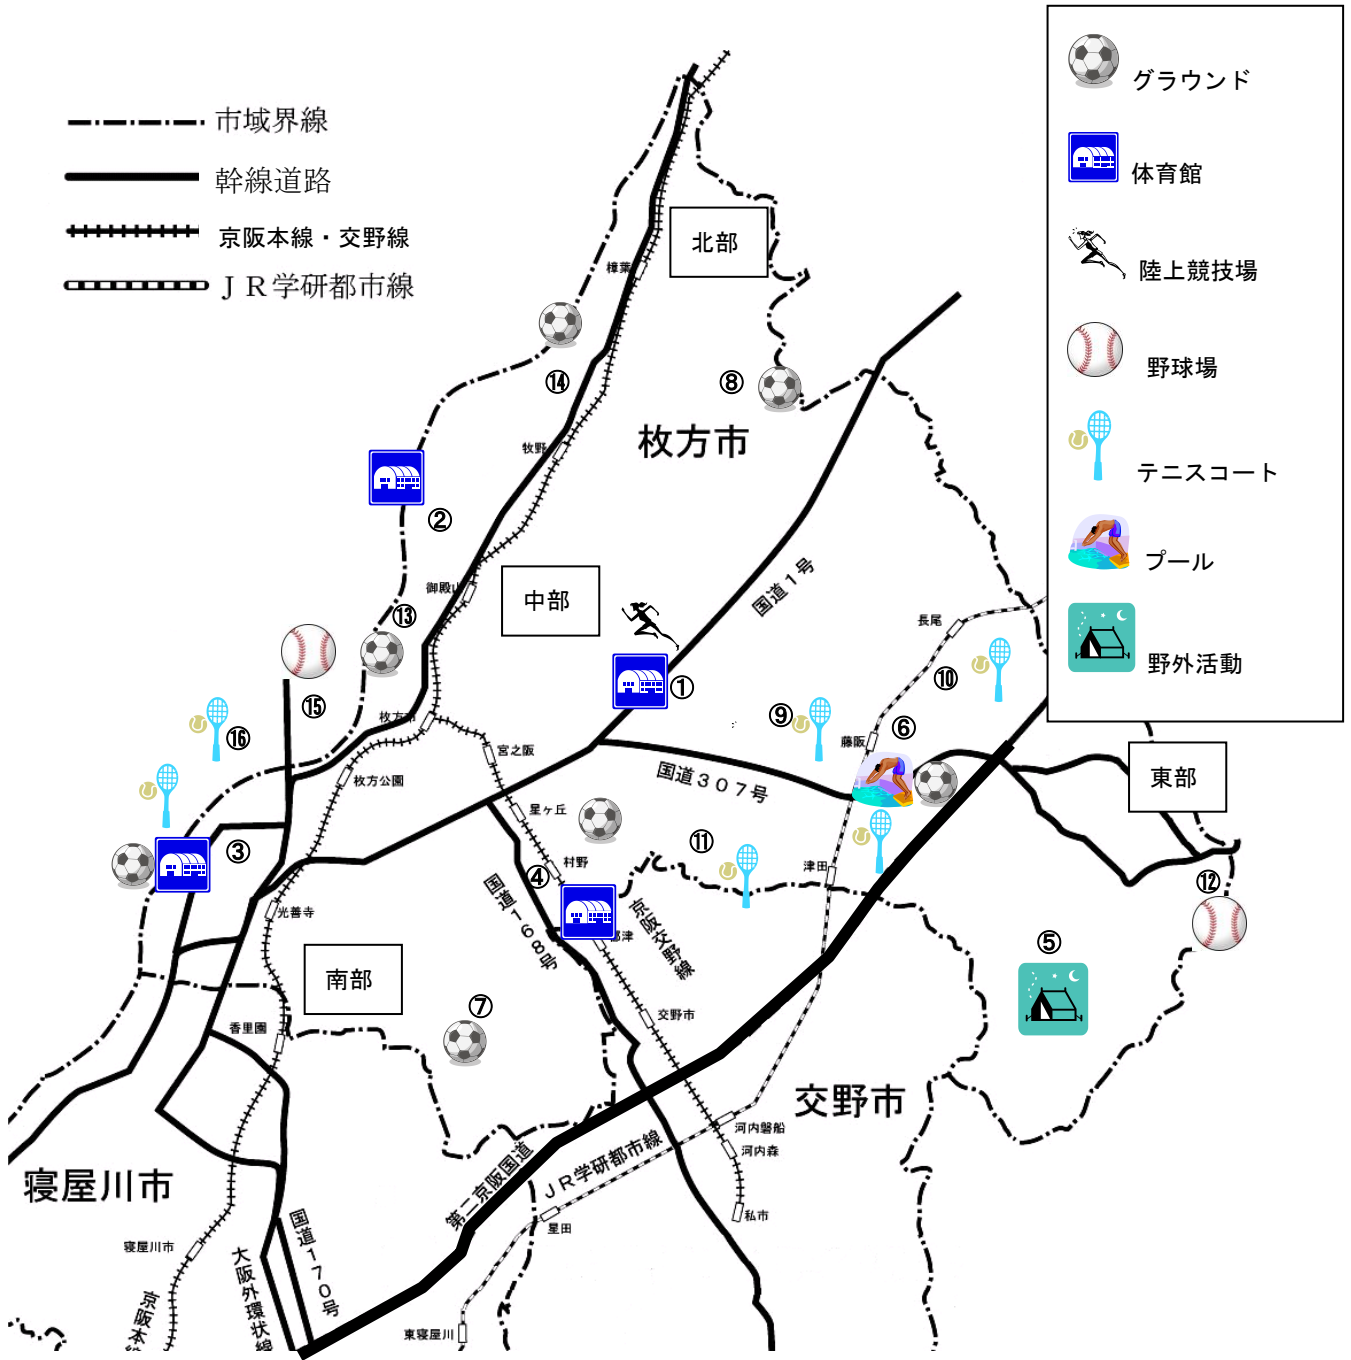 市域界線
幹線道路
京阪本線・交野線
ＪＲ学研都市線
グラウンド
体育館
陸上競技場
野球場
テニスコート
プール
野外活動
北部
樟葉
⑭
⑧
牧野
枚方市
②
国道１号
御殿山
中部
⑬
長尾
⑩
①
⑮
⑯
枚方市
宮之阪
⑨
⑥
藤阪
枚方公園
国道３０７号
東部
星ヶ丘
③
村野
⑪
津田
④
国道１６８号
京阪交野線
⑫
光善寺
郡津
⑤
南部
⑦
交野市
香里園
交野市
河内磐船
河内森
ＪＲ学研都市線
第二京阪国道
寝屋川市
私市
星田
国道１７０号
寝屋川市
大阪外環状線
京阪本
東寝屋川